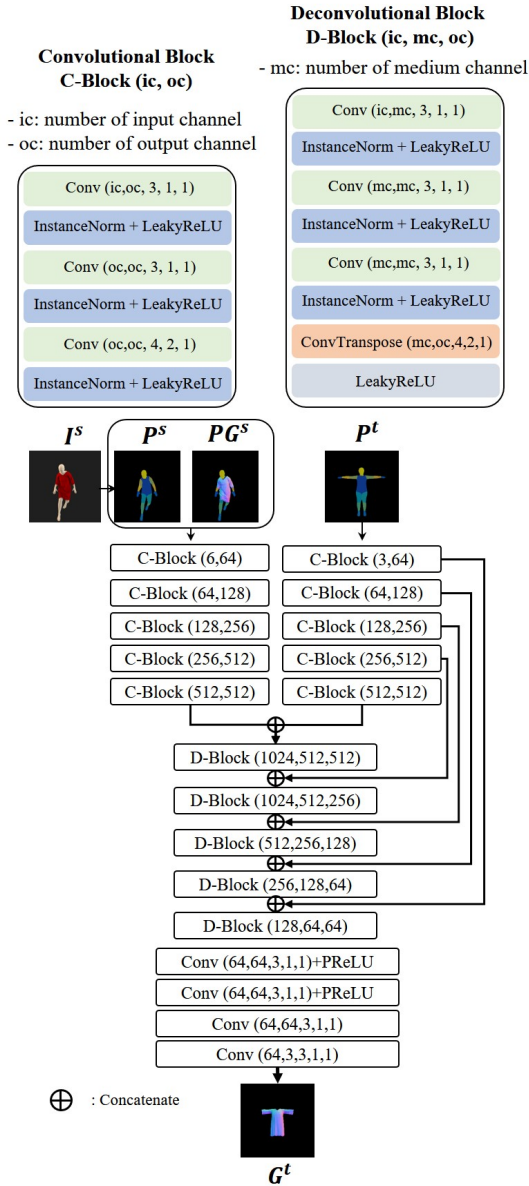 Convolutional Block
C-Block (ic, oc)
- ic: number of input channel
- oc: number of output channel
Conv (ic,oc, 3, 1, 1)
InstanceNorm + LeakyReLU
Conv (oc,oc, 3, 1, 1)
InstanceNorm + LeakyReLU
Conv (oc,oc, 4, 2, 1)
InstanceNorm + LeakyReLU
Deconvolutional Block
D-Block (ic, mc, oc)
- mc: number of medium channel
Conv (ic,mc, 3, 1, 1)
InstanceNorm + LeakyReLU
Conv (mc,mc, 3, 1, 1)
InstanceNorm + LeakyReLU
Conv (mc,mc, 3, 1, 1)
InstanceNorm + LeakyReLU
ConvTranspose (mc,oc,4,2,1)
LeakyReLU
I^s P^s PG^s P^t
C-Block (6,64)
C-Block (64,128)
C-Block (128,256)
C-Block (256,512)
C-Block (512,512)
C-Block (3,64)
C-Block (64,128)
C-Block (128,256)
C-Block (256,512)
C-Block (512,512)
D-Block (1024,512,512)
D-Block (1024,512,256)
D-Block (512,256,128)
D-Block (256,128,64)
D-Block (128,64,64)
Conv (64,64,3,1,1)+PReLU
Conv (64,64,3,1,1)+PReLU
Conv (64,64,3,1,1)
Conv (64,3,3,1,1)
⊕ : Concatenate
G^t